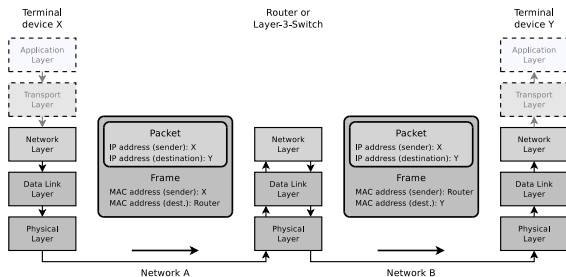 Terminal
device X
Router or
Layer-3-Switch
Terminal
device Y
Application
Layer
Transport
Layer
Network
Layer
Data Link
Layer
Physical
Layer
Packet
IP address (sender): X
IP address (destination): Y
Frame
MAC address (sender): X
MAC address (dest.): Router
Network
Layer
Data Link
Layer
Physical
Layer
Packet
IP address (sender): X
IP address (destination): Y
Frame
MAC address (sender): Router
MAC address (dest.): Y
Application
Layer
Transport
Layer
Network
Layer
Data Link
Layer
Physical
Layer
Network A
Network B